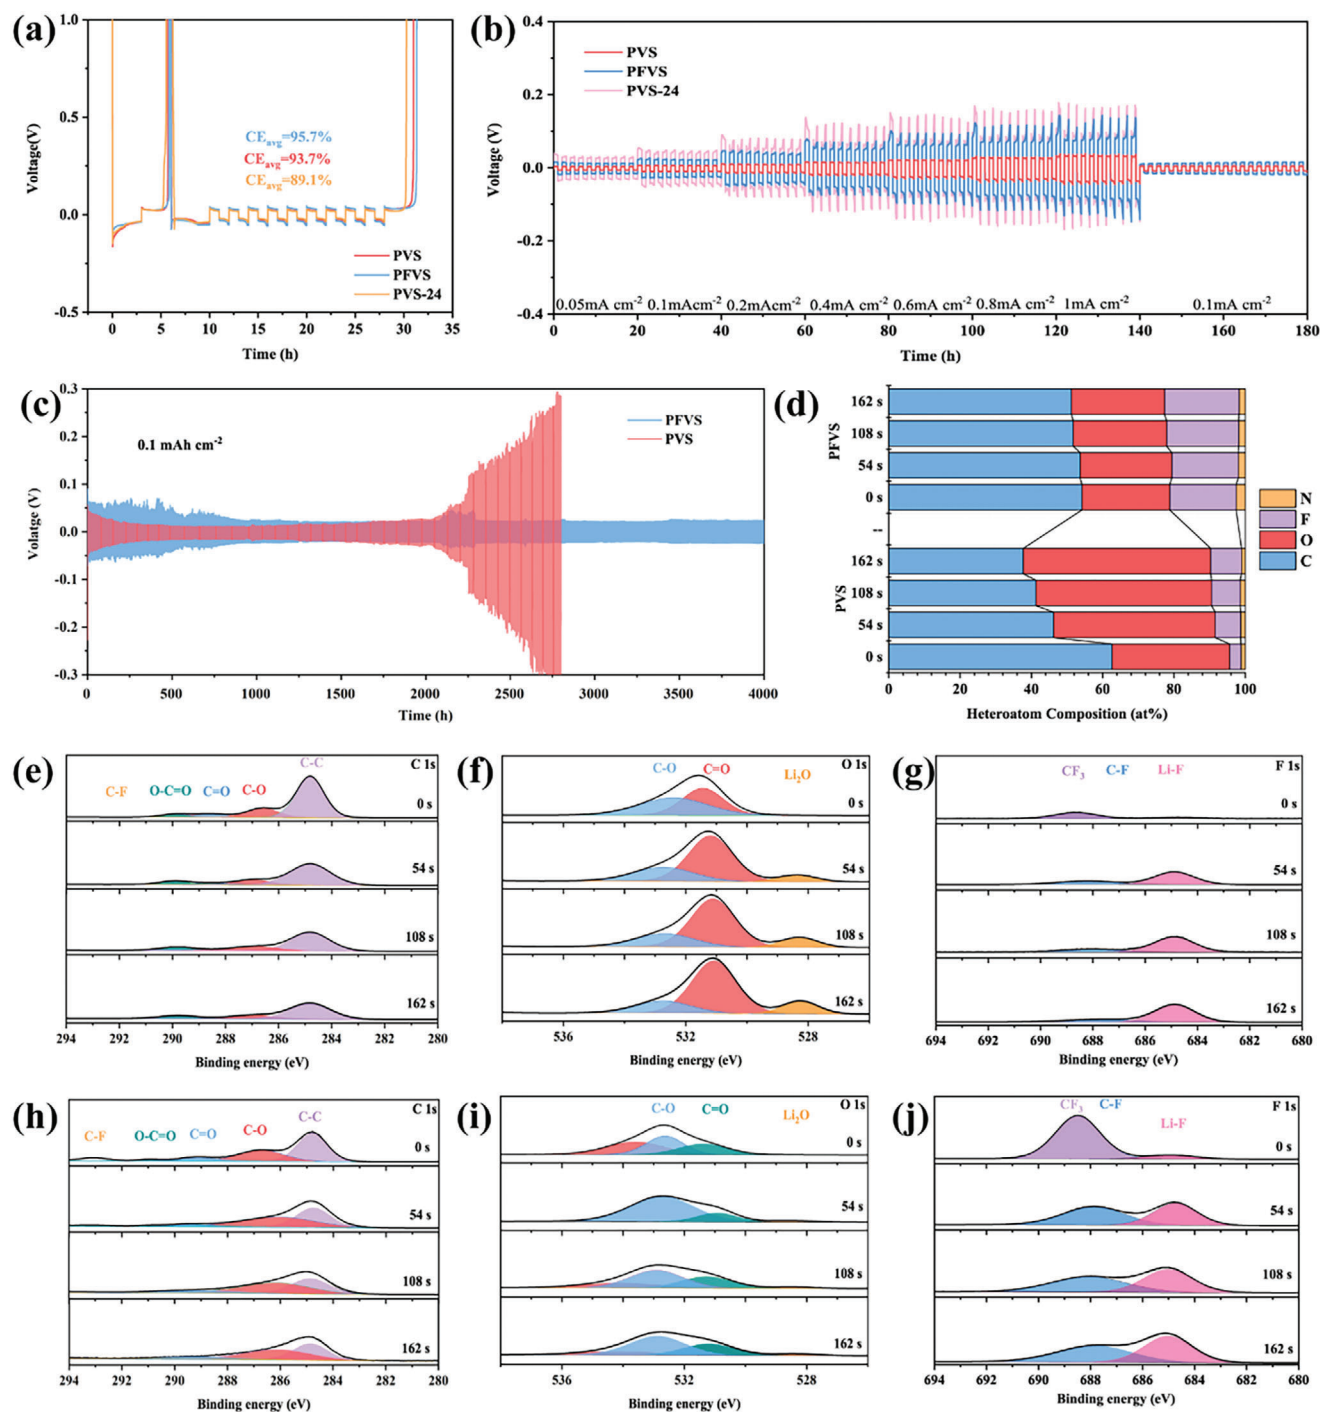 (a)
1.0
0.5
0.0
-0.5
Voltage(V)
CEavg=95.7%
CEavg=93.7%
CEavg=89.1%
PVS
PFVS
PVS-24
0 5 10 15 20 25 30 35
Time (h)
(b)
0.4
0.2
0.0
-0.2
-0.4
Voltage (V)
PVS
PFVS
PVS-24
0.05mA cm-2 0.1mAcm-2 0.2mAcm-2 0.4mA cm-2 0.6mA cm-2 0.8mA cm-2 1mA cm-2 0.1mA cm-2
0 20 40 60 80 100 120 140 160 180
Time (h)
(c)
0.3
0.2
0.1
0.0
-0.1
-0.2
-0.3
Volatge (V)
0.1 mAh cm-2
PFVS
PVS
0 500 1000 1500 2000 2500 3000 3500 4000
Time (h)
(d)
PFVS
162 s
108 s
54 s
0 s
--
PVS
162 s
108 s
54 s
0 s
0 20 40 60 80 100
Heteroatom Composition (at%)
N
F
O
C
(e)
C 1s
C-F O-C=O C=O C-O C-C
0 s
54 s
108 s
162 s
294 292 290 288 286 284 282 280
Binding energy (eV)
(f)
O 1s
C-O C=O Li2O
0 s
54 s
108 s
162 s
536 532 528
Binding energy (eV)
(g)
F 1s
CF3 C-F Li-F
0 s
54 s
108 s
162 s
694 692 690 688 686 684 682 680
Binding energy (eV)
(h)
C 1s
C-F O-C=O C=O C-O C-C
0 s
54 s
108 s
162 s
294 292 290 288 286 284 282 280
Binding energy (eV)
(i)
O 1s
C-O C=O Li2O
0 s
54 s
108 s
162 s
536 532 528
Binding energy (eV)
(j)
F 1s
CF3 C-F Li-F
0 s
54 s
108 s
162 s
694 692 690 688 686 684 682 680
Binding energy (eV)